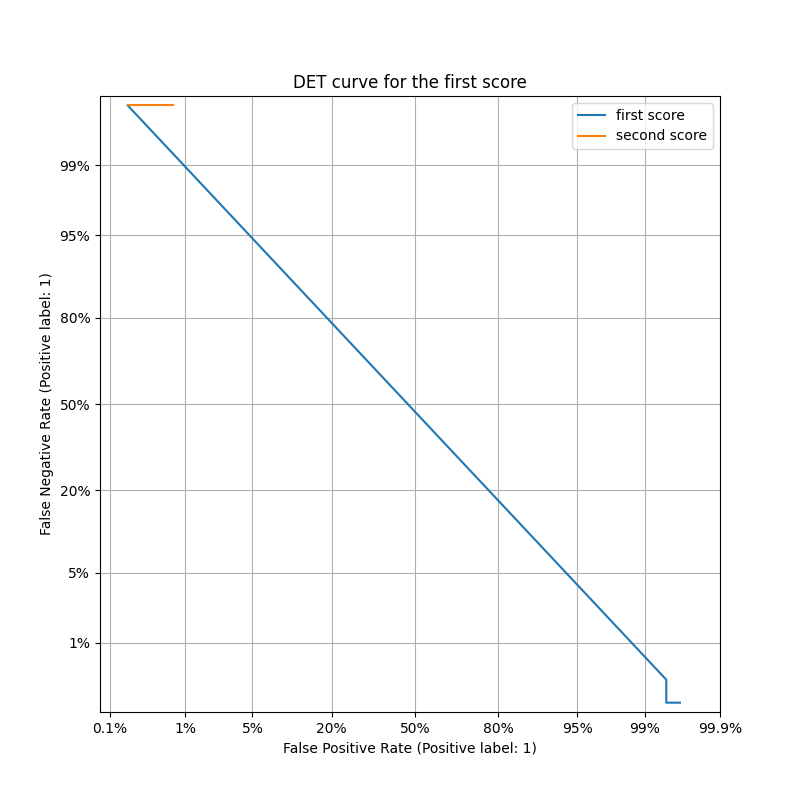 DET curve for the first score
first score
second score
99%
95%
80%
50%
20%
5%
1%
False Negative Rate (Positive label: 1)
0.1% 1% 5% 20% 50% 80% 95% 99% 99.9%
False Positive Rate (Positive label: 1)